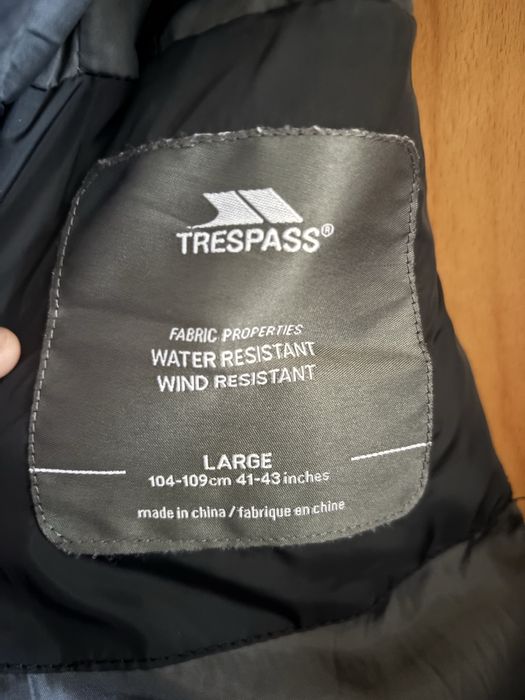 TRESPASS®
FABRIC PROPERTIES
WATER RESISTANT
WIND RESISTANT
LARGE
104-109cm 41-43 inches
made in china / fabrique en chine